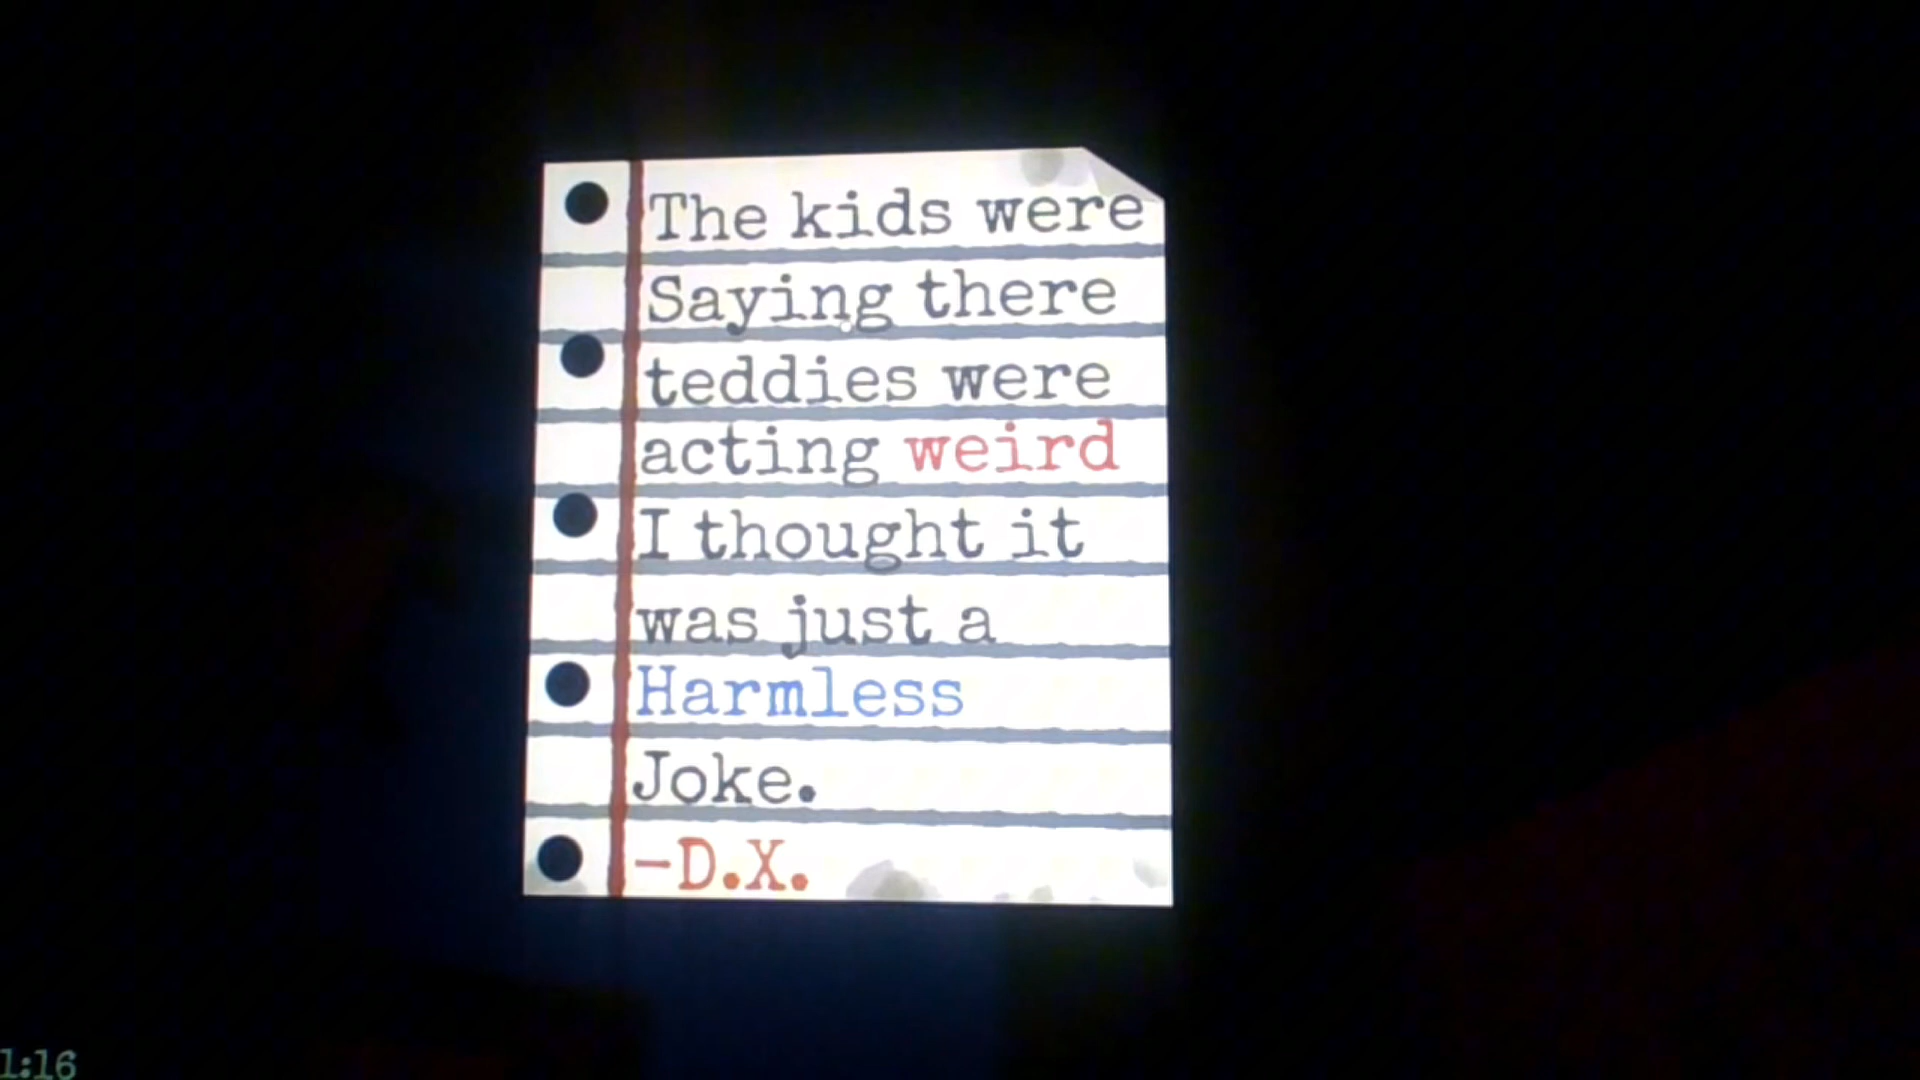 The kids were
Saying there
teddies were
acting weird
I thought it
was just a
Harmless
Joke.
-D.X.
1:16